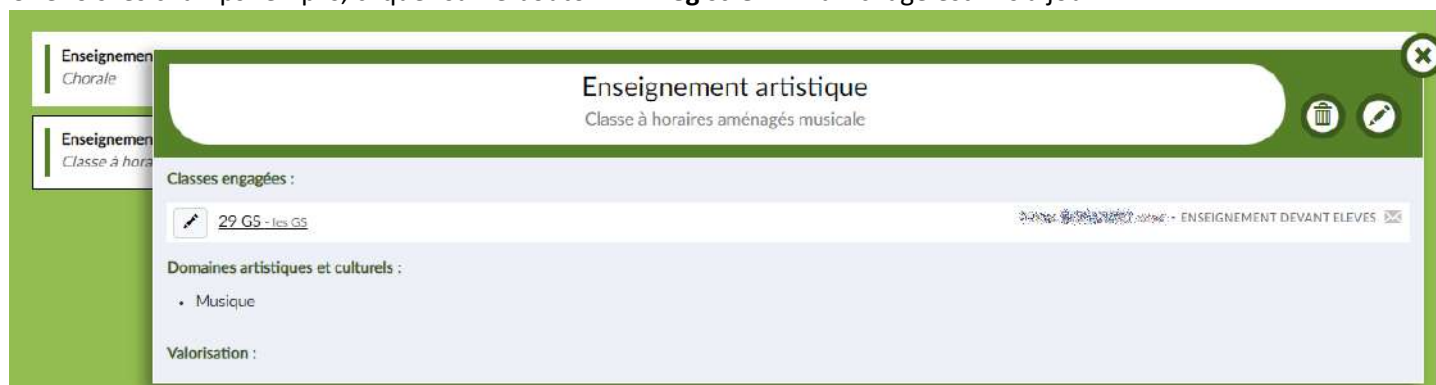 Enseignemen
Chorale
Enseignement artistique
Classe à horaires aménagés musicale
Enseignemen
Classe à hora
Classes engagées :
29 GS - les GS
- ENSEIGNEMENT DEVANT ELEVES
Domaines artistiques et culturels :
• Musique
Valorisation :